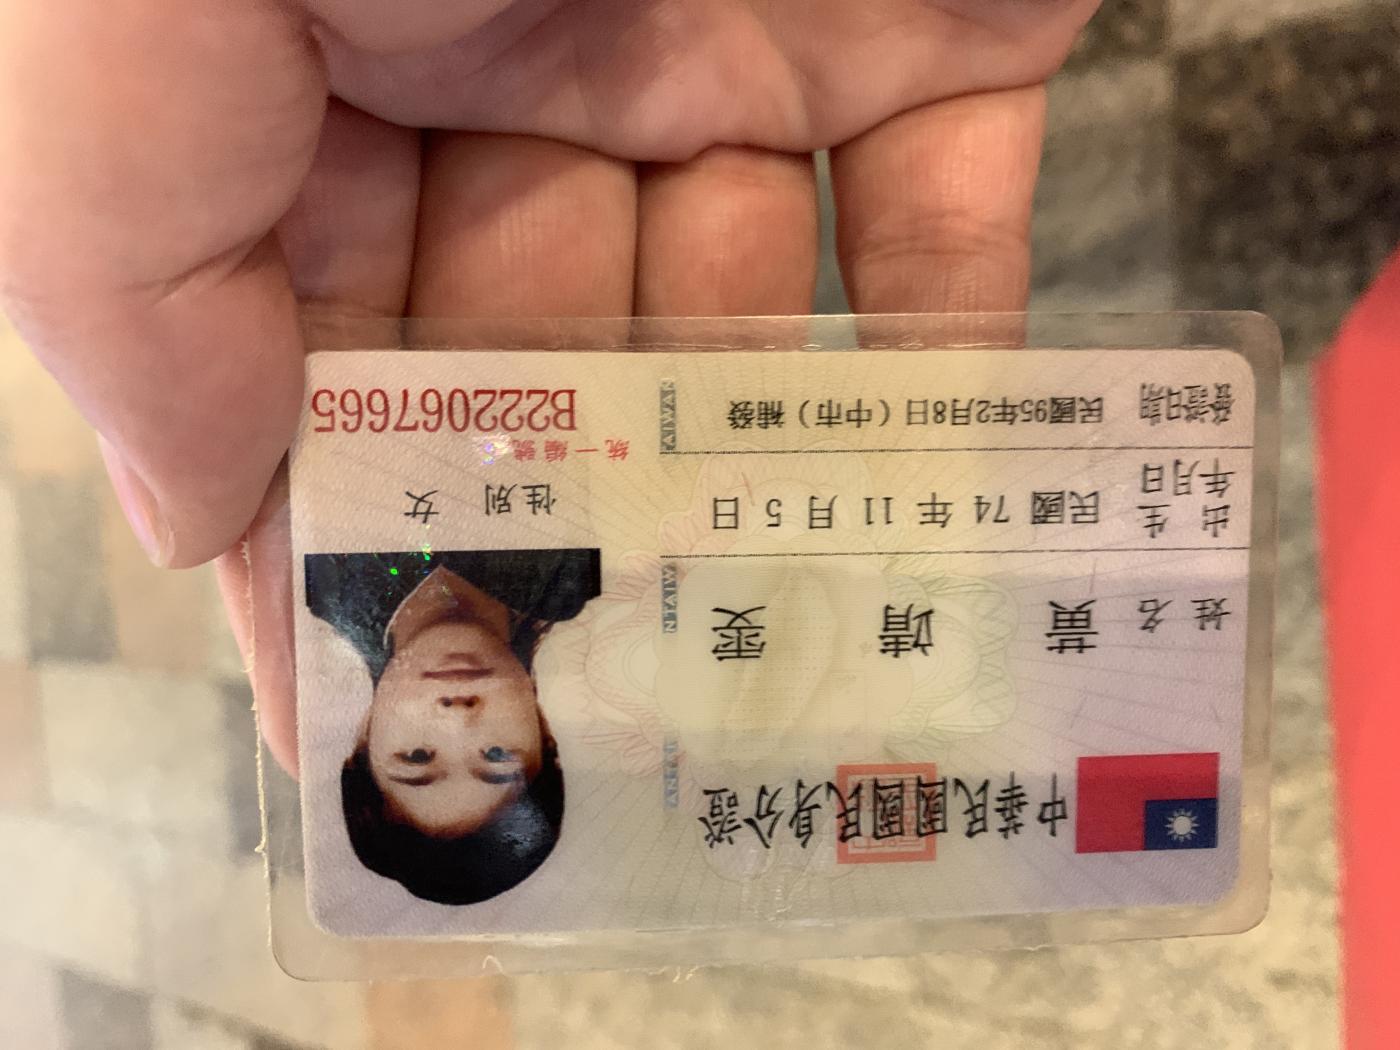 中華民國國民身分證
姓名 黃靖雯
出生年月日 民國74年11月5日
性別 女
統一編號
發證日期 民國95年2月8日(中市)補發
B222067665